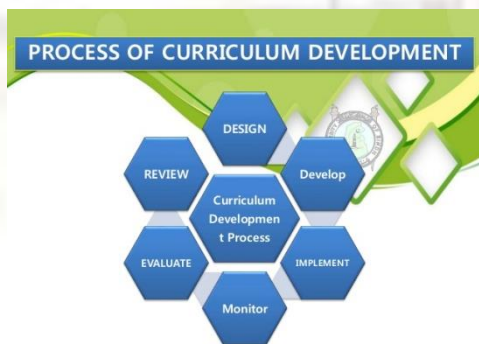 PROCESS OF CURRICULUM DEVELOPMENT
DESIGN
Develop
IMPLEMENT
Monitor
EVALUATE
REVIEW
Curriculum
Developmen
t Process